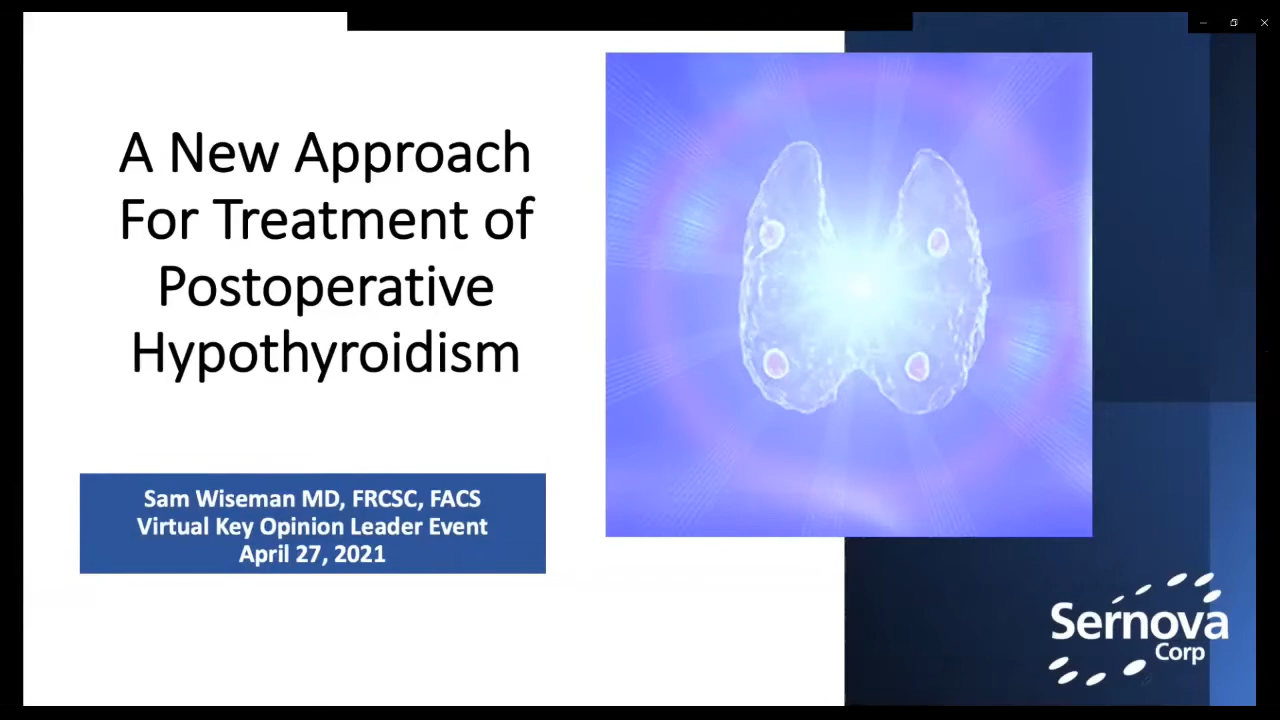 A New Approach
For Treatment of
Postoperative
Hypothyroidism
Sam Wiseman MD, FRCSC, FACS
Virtual Key Opinion Leader Event
April 27, 2021
Sernova
Corp